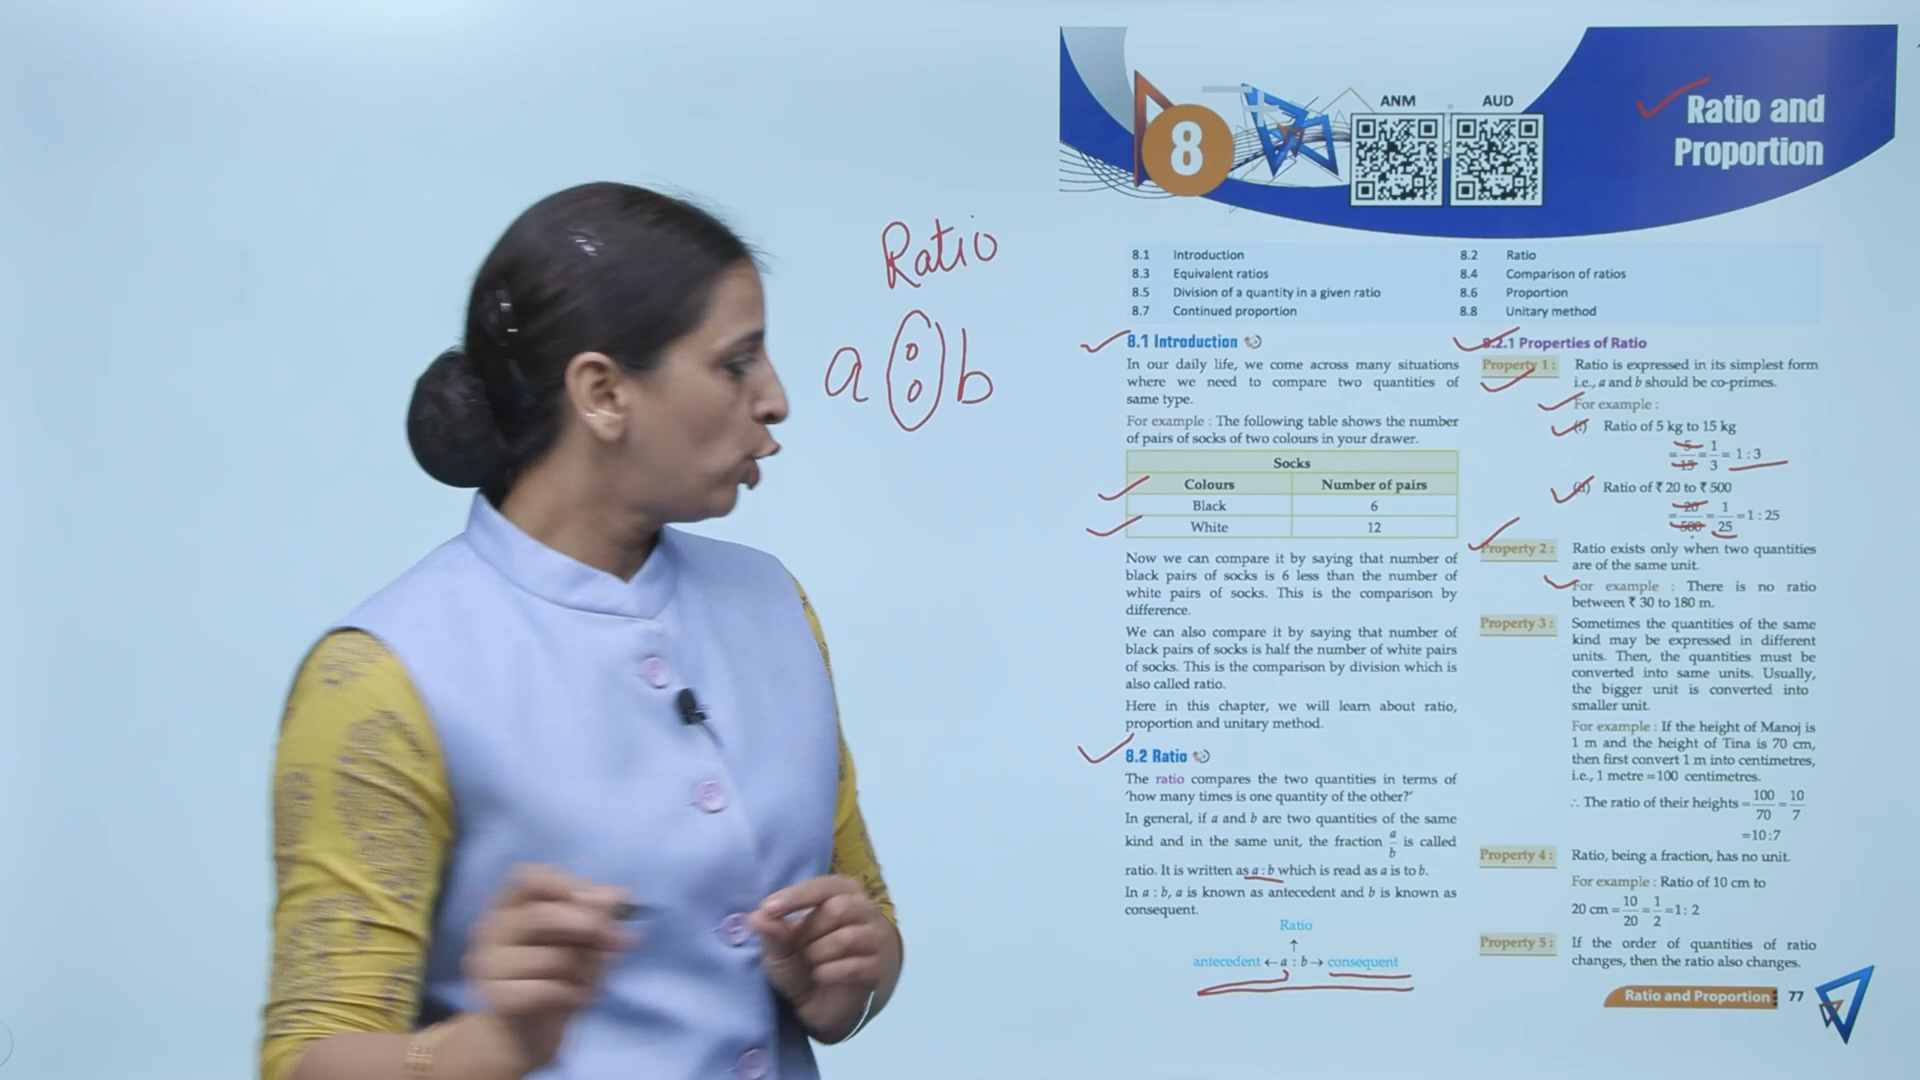 Ratio
a : b
8
ANM
AUD
Ratio and
Proportion
8.1 Introduction
8.2 Ratio
8.3 Equivalent ratios
8.4 Comparison of ratios
8.5 Division of a quantity in a given ratio
8.6 Proportion
8.7 Continued proportion
8.8 Unitary method
8.1 Introduction
In our daily life, we come across many situations
where we need to compare two quantities of
same type.
For example : The following table shows the number
of pairs of socks of two colours in your drawer.
Socks
Colours Number of pairs
Black 6
White 12
Now we can compare it by saying that number of
black pairs of socks is 6 less than the number of
white pairs of socks. This is the comparison by
difference.
We can also compare it by saying that number of
black pairs of socks is half the number of white pairs
of socks. This is the comparison by division which is
also called ratio.
Here in this chapter, we will learn about ratio,
proportion and unitary method.
8.2 Ratio
The ratio compares the two quantities in terms of
‘how many times is one quantity of the other?’
In general, if a and b are two quantities of the same
kind and in the same unit, the fraction a/b is called
ratio. It is written as a : b which is read as a is to b.
In a : b, a is known as antecedent and b is known as
consequent.
Ratio
↑
antecedent ← a : b → consequent
8.2.1 Properties of Ratio
Property 1 : Ratio is expressed in its simplest form
i.e., a and b should be co-primes.
For example :
(i) Ratio of 5 kg to 15 kg
= 5/15 = 1/3 = 1 : 3
(ii) Ratio of ₹ 20 to ₹ 500
= 20/500 = 1/25 = 1 : 25
Property 2 : Ratio exists only when two quantities
are of the same unit.
For example : There is no ratio
between ₹ 30 to 180 m.
Property 3 : Sometimes the quantities of the same
kind may be expressed in different
units. Then, the quantities must be
converted into same units. Usually,
the bigger unit is converted into
smaller unit.
For example : If the height of Manoj is
1 m and the height of Tina is 70 cm,
then first convert 1 m into centimetres,
i.e., 1 metre = 100 centimetres.
∴ The ratio of their heights = 100/70 = 10/7
= 10 : 7
Property 4 : Ratio, being a fraction, has no unit.
For example : Ratio of 10 cm to
20 cm = 10/20 = 1/2 = 1 : 2
Property 5 : If the order of quantities of ratio
changes, then the ratio also changes.
Ratio and Proportion 77